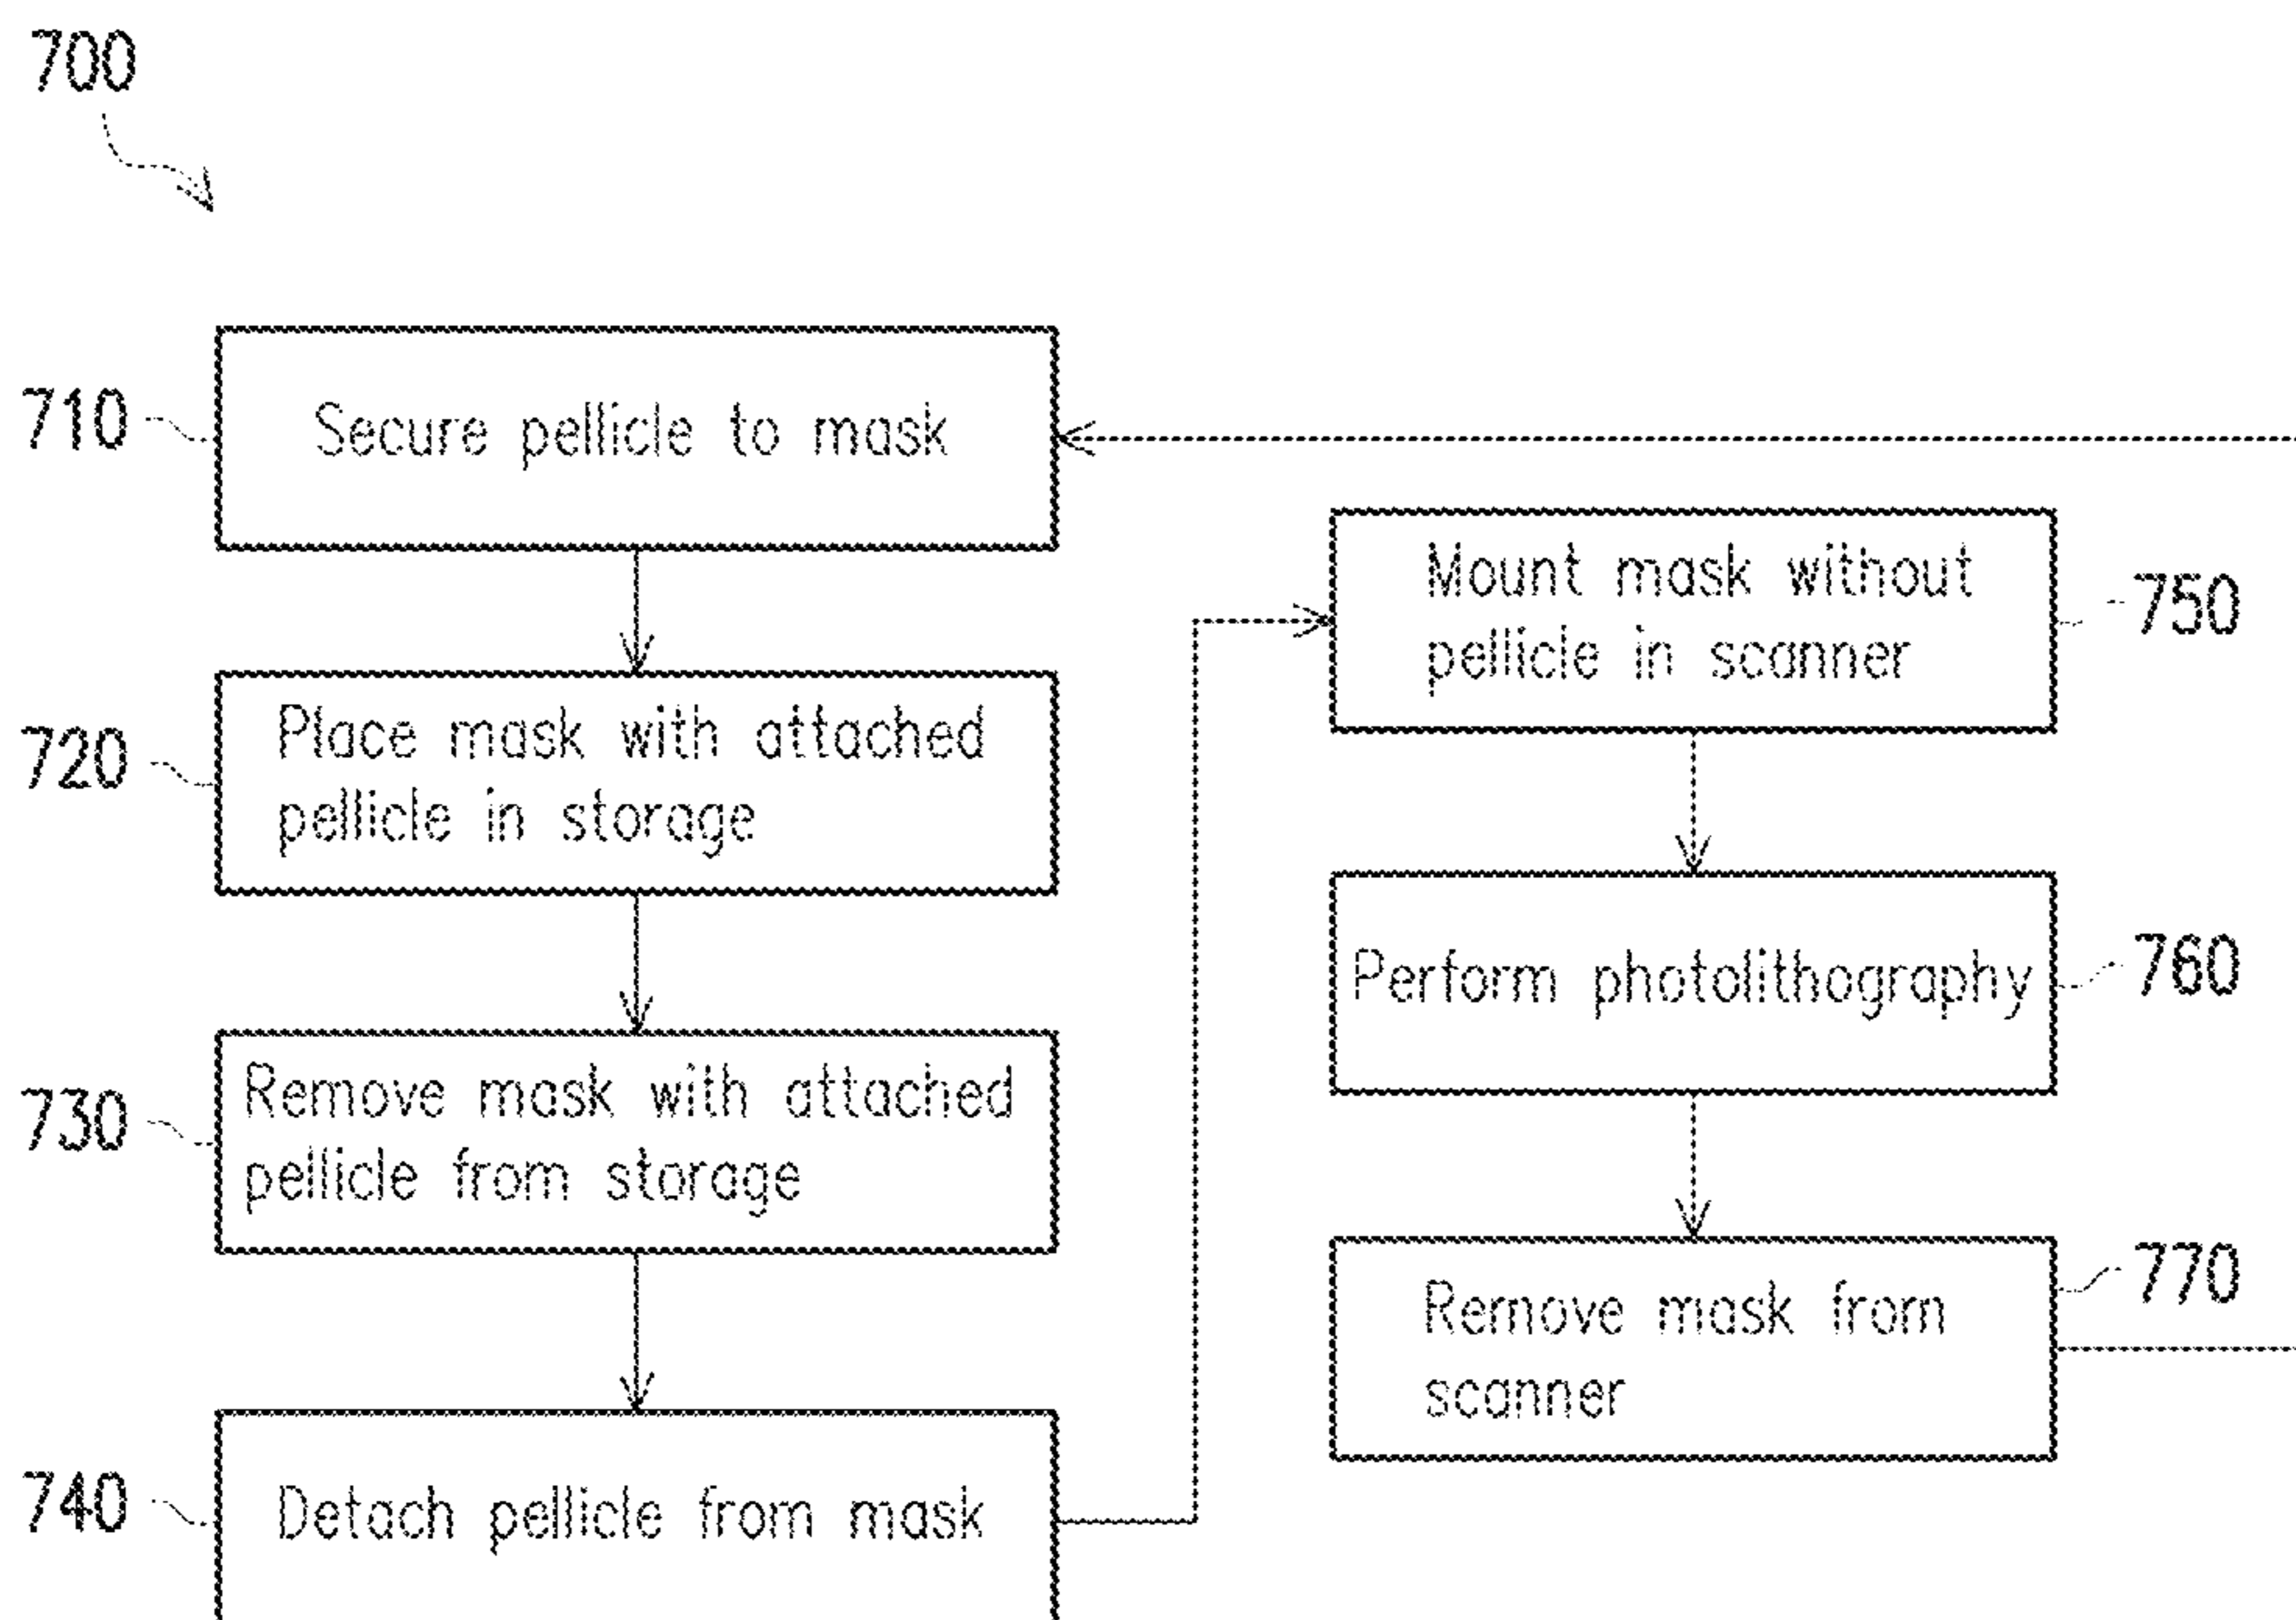 700
710
Secure pellicle to mask
720
Place mask with attached
pellicle in storage
730
Remove mask with attached
pellicle from storage
740
Detach pellicle from mask
Mount mask without
pellicle in scanner
750
Perform photolithography
760
Remove mask from
scanner
770